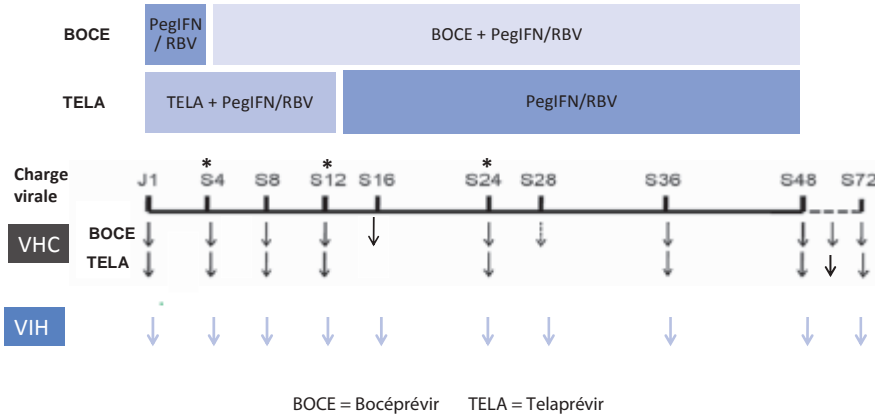 BOCE
PegIFN
/ RBV
BOCE + PegIFN/RBV
TELA
TELA + PegIFN/RBV
PegIFN/RBV
* * *
Charge
virale
J1 S4 S8 S12 S16 S24 S28 S36 S48 S72
VHC
BOCE
TELA
VIH
BOCE = Bocéprévir TELA = Telaprévir